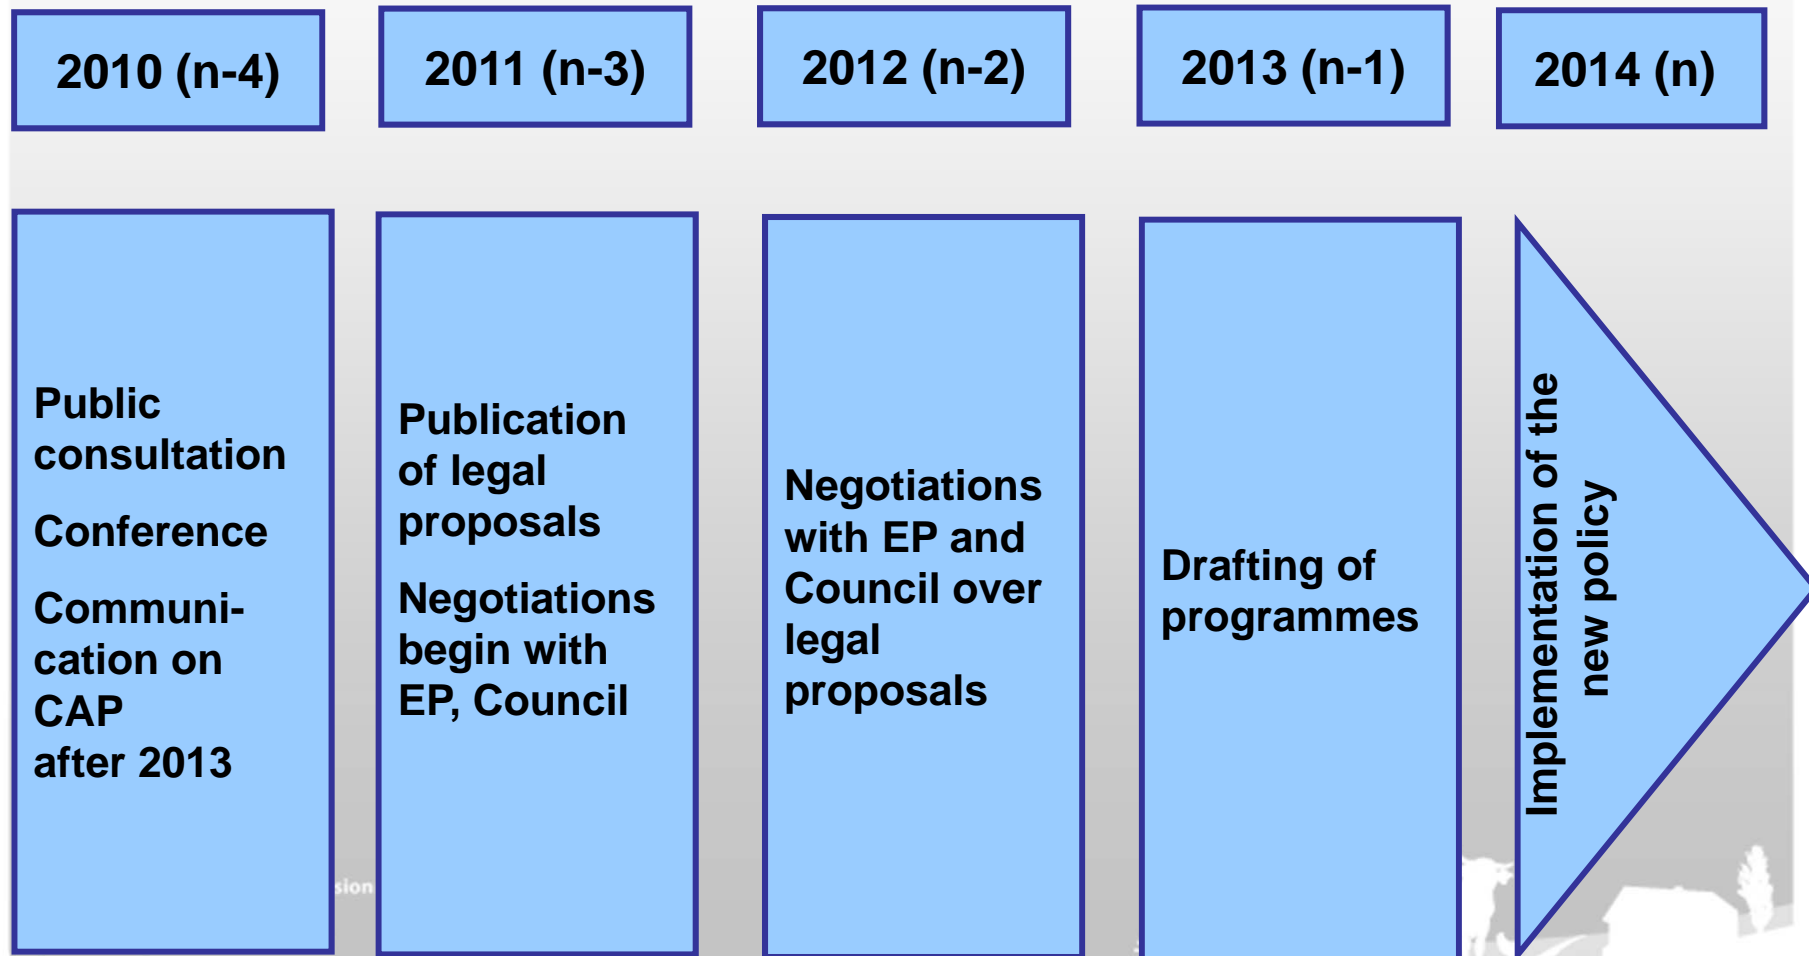 2010 (n-4)
2011 (n-3)
2012 (n-2)
2013 (n-1)
2014 (n)
Public
consultation
Conference
Communi-
cation on
CAP
after 2013
Publication
of legal
proposals
Negotiations
begin with
EP, Council
Negotiations
with EP and
Council over
legal
proposals
Drafting of
programmes
Implementation of the
new policy
sion